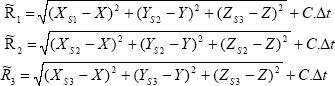 R̃₁ = √((X_S1 − X)² + (Y_S2 − Y)² + (Z_S3 − Z)²) + C.Δt
R̃₂ = √((X_S2 − X)² + (Y_S2 − Y)² + (Z_S2 − Z)²) + C.Δt
R̃₃ = √((X_S3 − X)² + (Y_S3 − Y)² + (Z_S3 − Z)²) + C.Δt